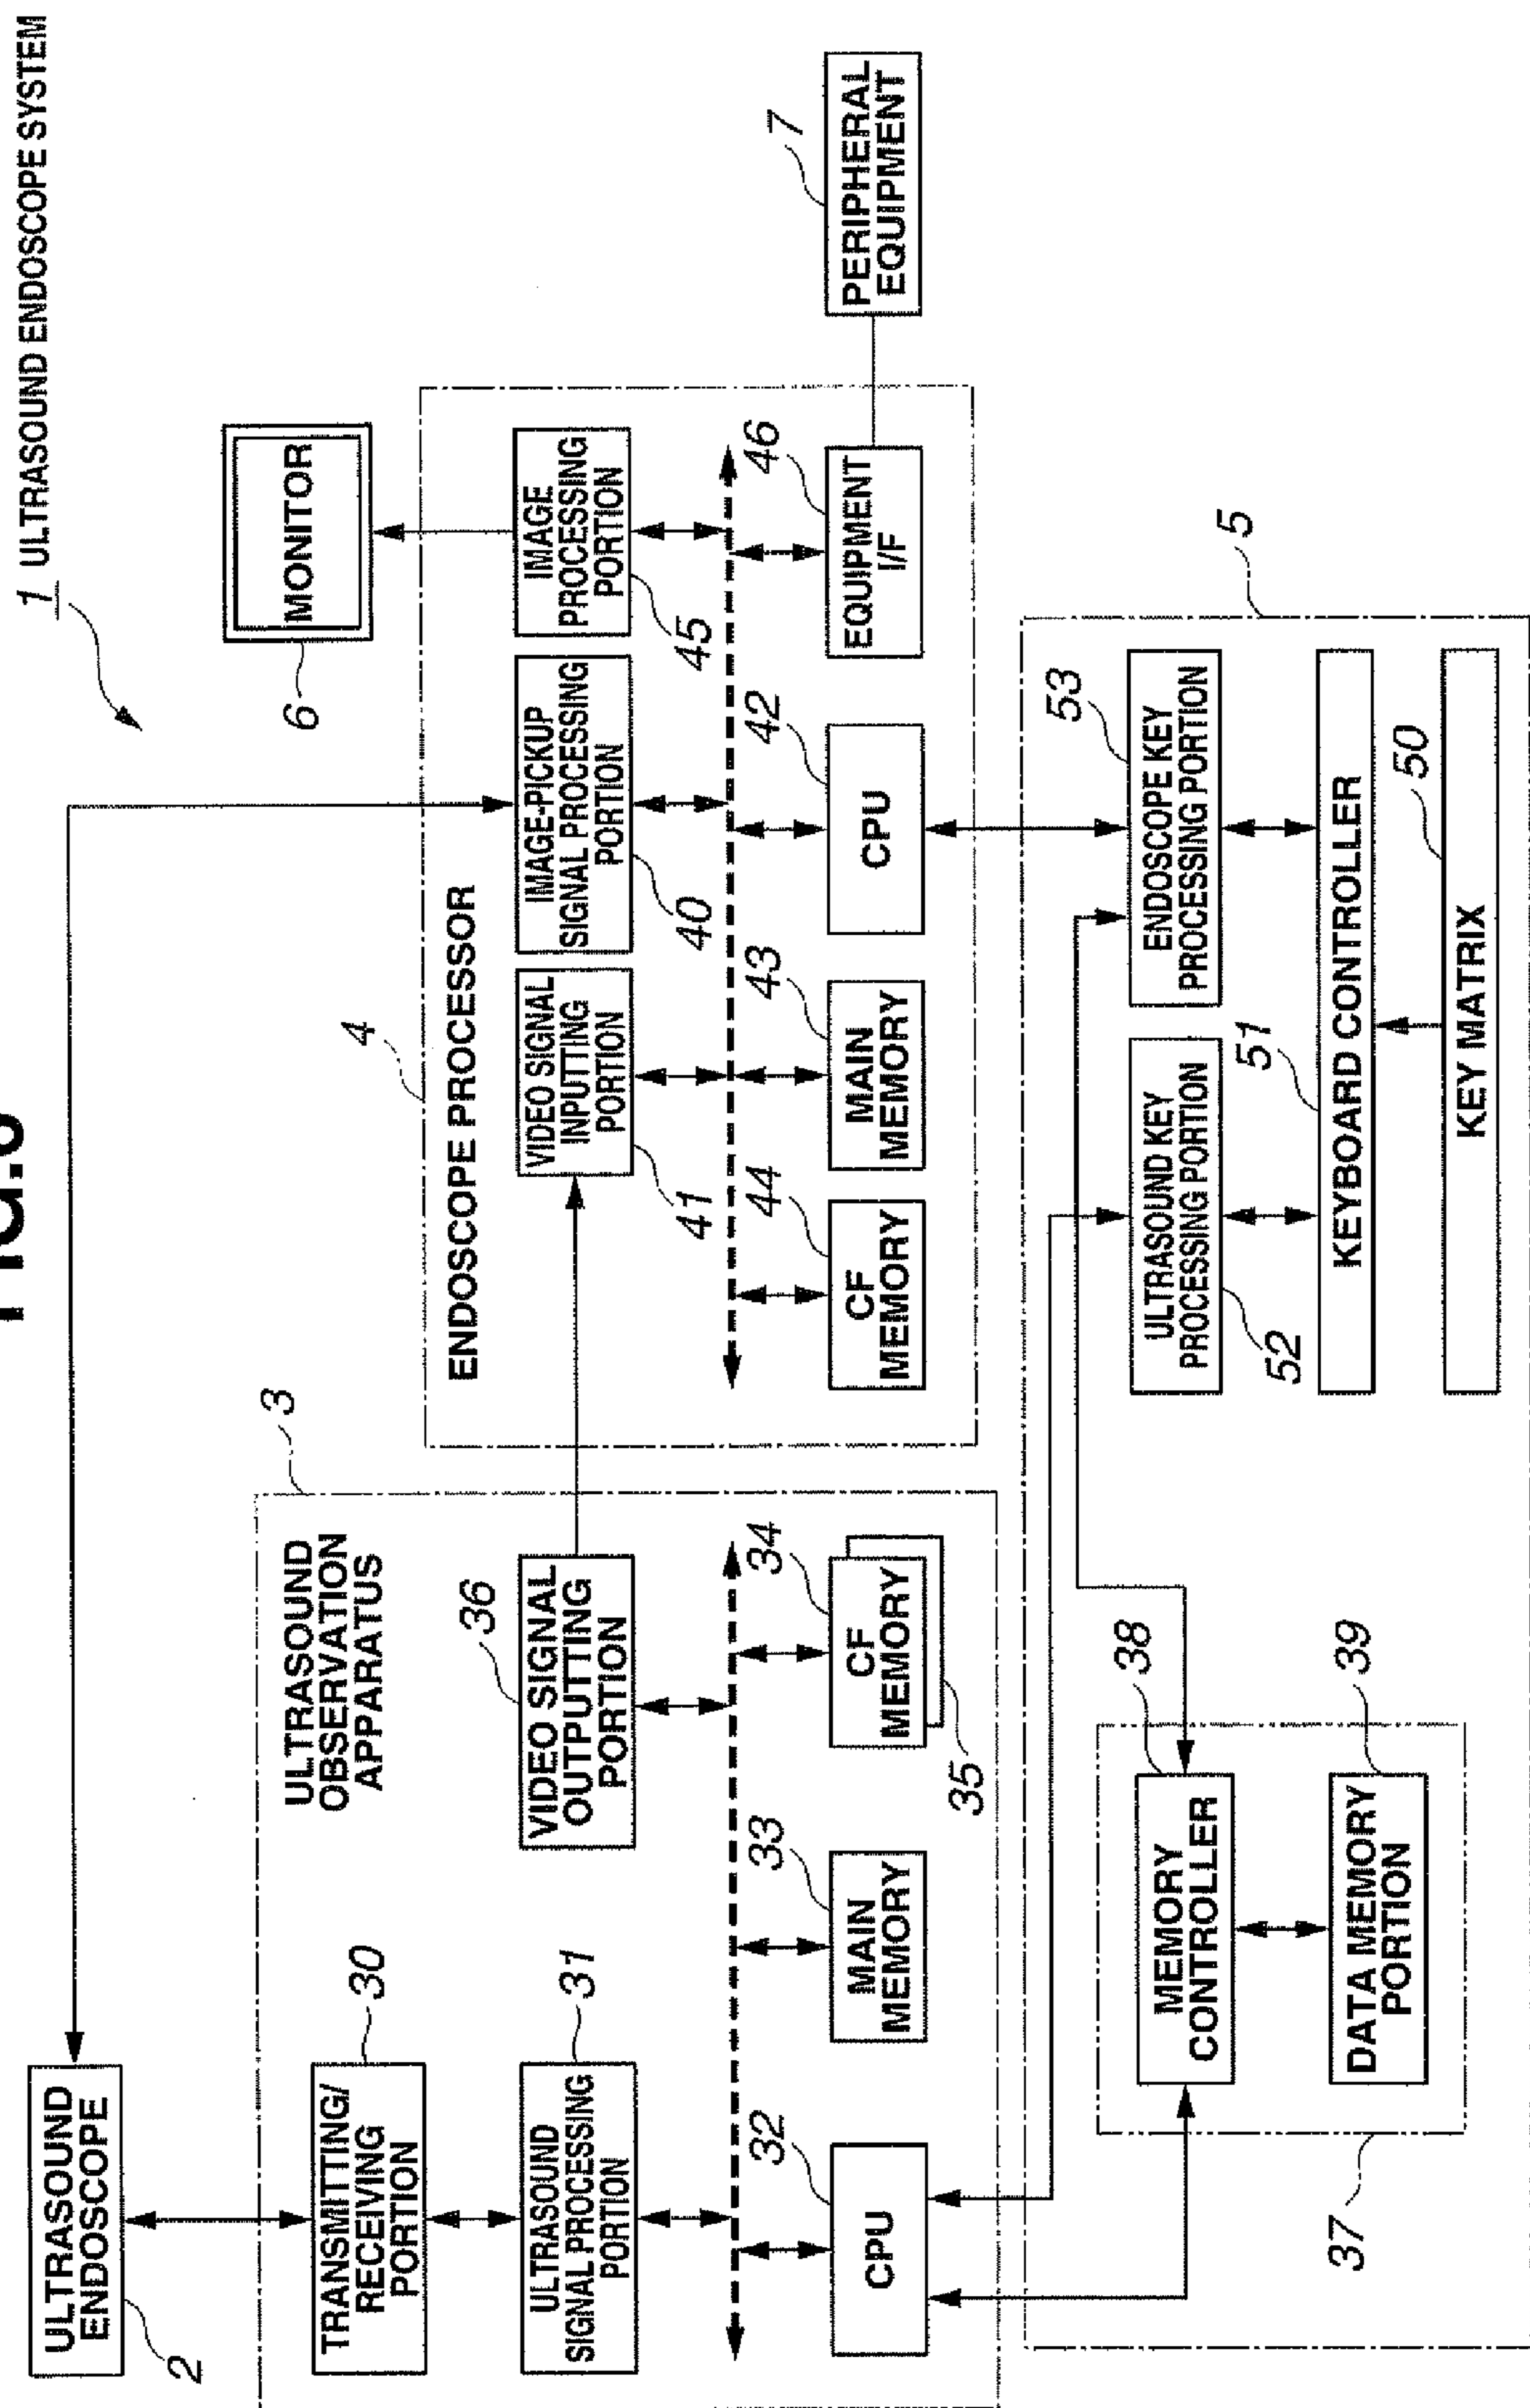 1 ULTRASOUND ENDOSCOPE SYSTEM
ULTRASOUND
ENDOSCOPE
2
3
ULTRASOUND
OBSERVATION
APPARATUS
TRANSMITTING/
RECEIVING
PORTION
30
ULTRASOUND
SIGNAL PROCESSING
PORTION
31
VIDEO SIGNAL
OUTPUTTING
PORTION
36
CPU
32
MAIN
MEMORY
33
CF
MEMORY
34
35
4
ENDOSCOPE PROCESSOR
VIDEO SIGNAL
INPUTTING
PORTION
41
IMAGE-PICKUP
SIGNAL PROCESSING
PORTION
40
IMAGE
PROCESSING
PORTION
45
MONITOR
6
CF
MEMORY
44
MAIN
MEMORY
43
CPU
42
EQUIPMENT
I/F
46
PERIPHERAL
EQUIPMENT
7
5
MEMORY
CONTROLLER
38
DATA MEMORY
PORTION
39
37
ULTRASOUND KEY
PROCESSING PORTION
52
ENDOSCOPE KEY
PROCESSING PORTION
53
KEYBOARD CONTROLLER
51
KEY MATRIX
50